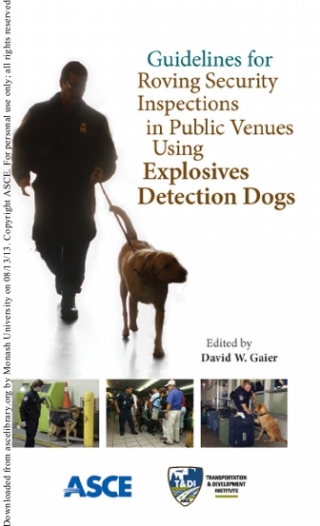 Guidelines for
Roving Security
Inspections
in Public Venues
Using
Explosives
Detection Dogs
Edited by
David W. Gaier
ASCE
T&DI
TRANSPORTATION
& DEVELOPMENT
INSTITUTE
Downloaded from ascelibrary.org by Monash University on 08/13/13. Copyright ASCE. For personal use only; all rights reserved